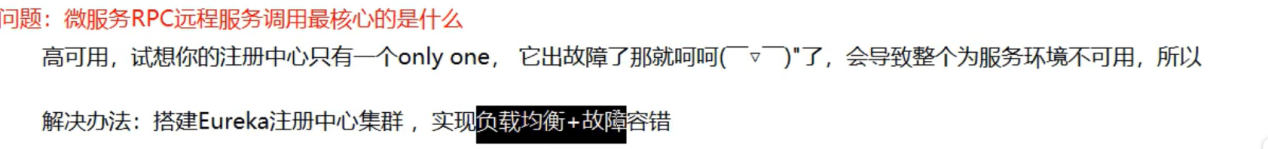 问题：微服务RPC远程服务调用最核心的是什么
高可用，试想你的注册中心只有一个only one， 它出故障了那就呵呵(￣▽￣)"了，会导致整个为服务环境不可用，所以
解决办法：搭建Eureka注册中心集群 ，实现负载均衡+故障容错